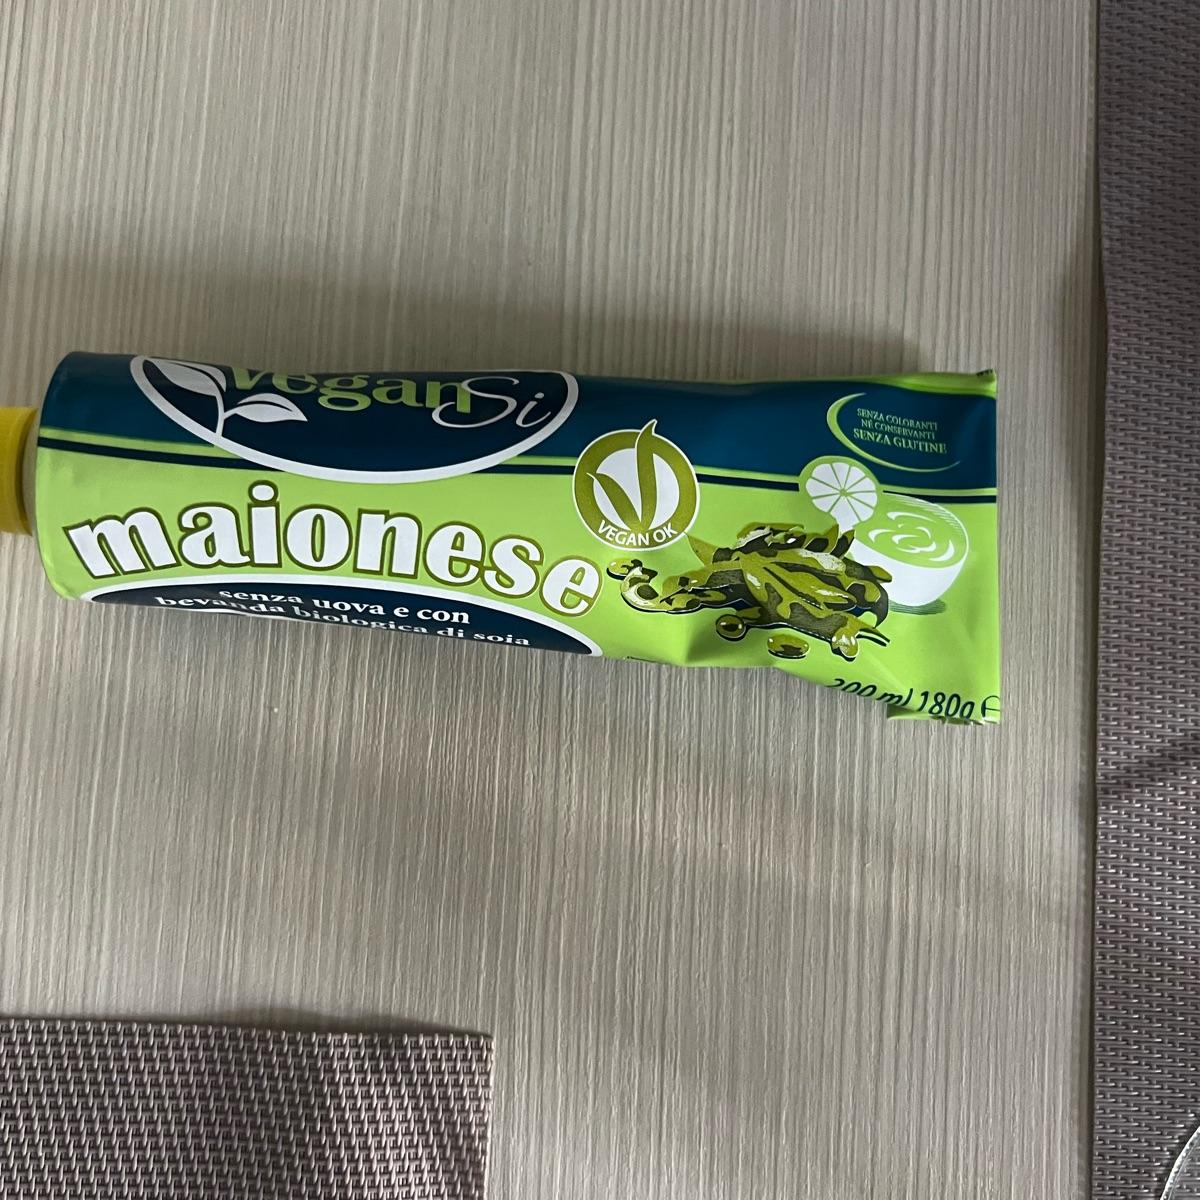 veganSi
maionese
senza uova e con
bevanda biologica di soia
VEGAN OK
SENZA COLORANTI
NÉ CONSERVANTI
SENZA GLUTINE
200 ml 180g e